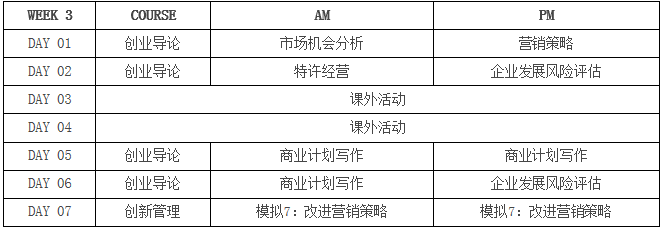 WEEK 3 COURSE AM PM
DAY 01 创业导论 市场机会分析 营销策略
DAY 02 创业导论 特许经营 企业发展风险评估
DAY 03 课外活动
DAY 04 课外活动
DAY 05 创业导论 商业计划写作 商业计划写作
DAY 06 创业导论 商业计划写作 企业发展风险评估
DAY 07 创新管理 模拟7：改进营销策略 模拟7：改进营销策略